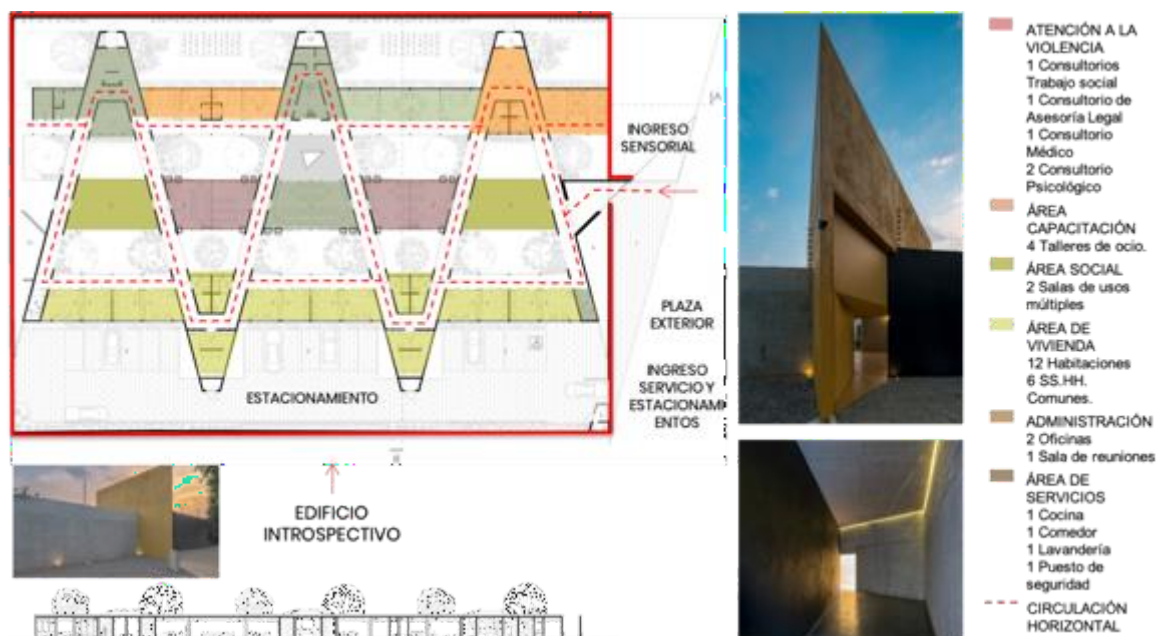 INGRESO
SENSORIAL
PLAZA
EXTERIOR
INGRESO
SERVICIO Y
ESTACIONAMI
ENTOS
ESTACIONAMIENTO
EDIFICIO
INTROSPECTIVO
ATENCIÓN A LA
VIOLENCIA
1 Consultorios
Trabajo social
1 Consultorio de
Asesoría Legal
1 Consultorio
Médico
2 Consultorio
Psicológico
ÁREA
CAPACITACIÓN
4 Talleres de ocio.
ÁREA SOCIAL
2 Salas de usos
múltiples
ÁREA DE
VIVIENDA
12 Habitaciones
6 SS.HH.
Comunes.
ADMINISTRACIÓN
2 Oficinas
1 Sala de reuniones
ÁREA DE
SERVICIOS
1 Cocina
1 Comedor
1 Lavandería
1 Puesto de
seguridad
CIRCULACIÓN
HORIZONTAL